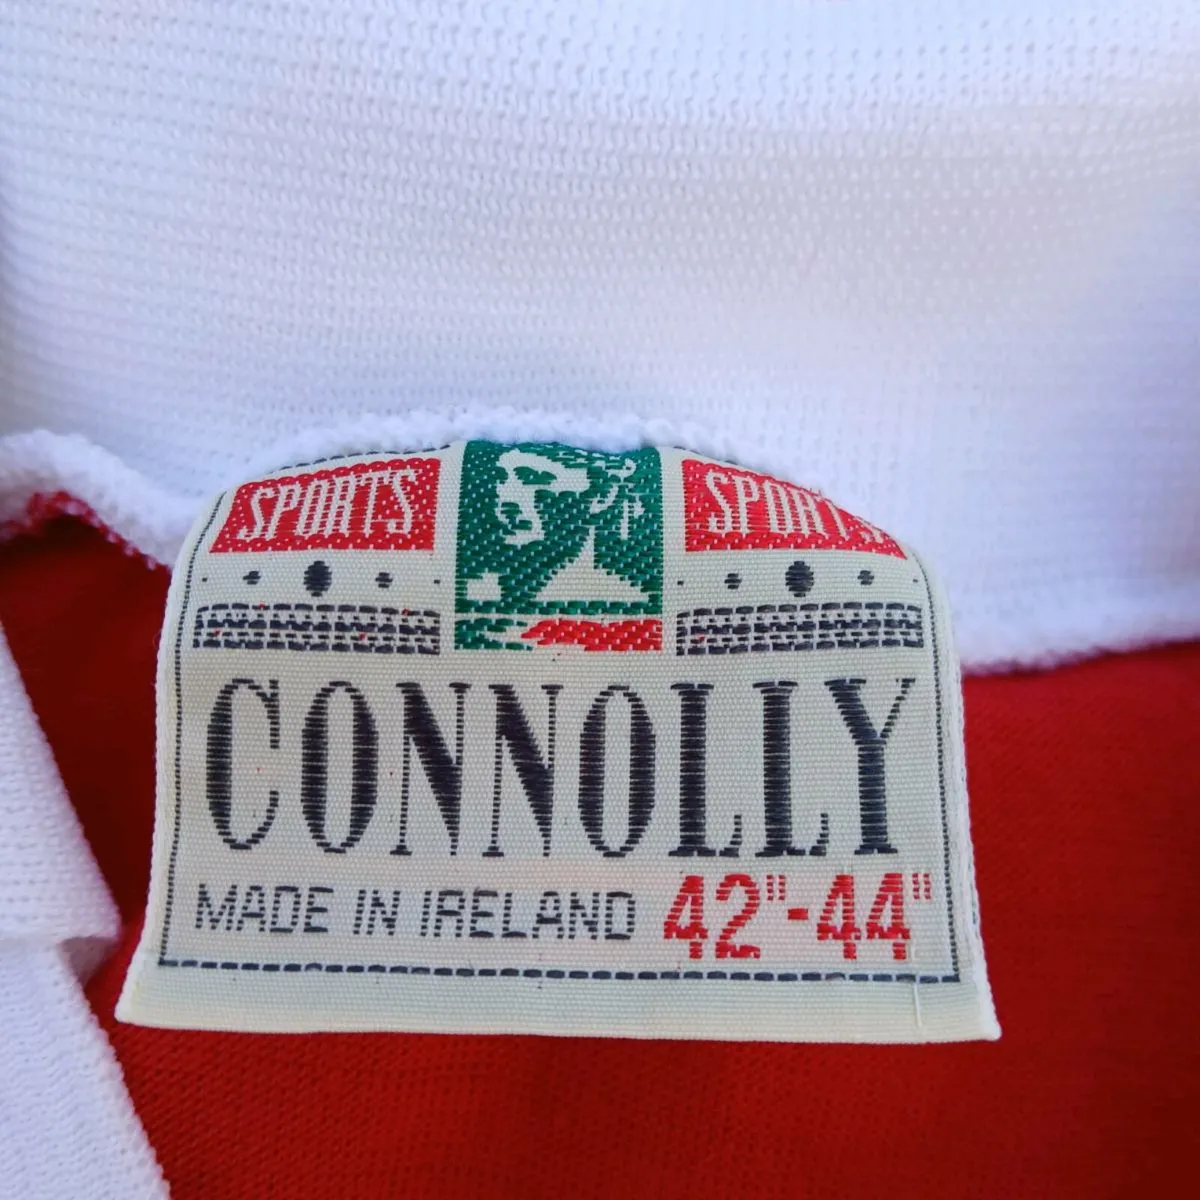 SPORTS SPORTS
CONNOLLY
MADE IN IRELAND 42"-44"